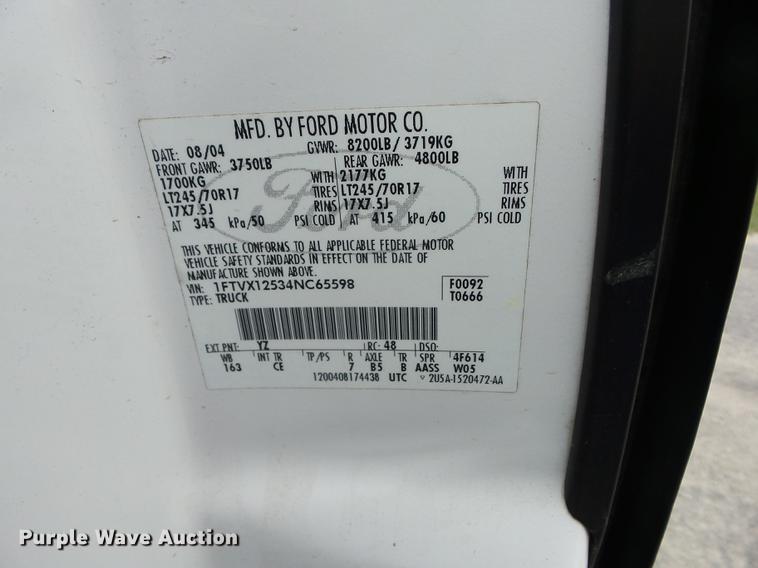 MFD. BY FORD MOTOR CO.
DATE: 08/04 GVWR: 8200LB/ 3719KG
FRONT GAWR: 3750LB REAR GAWR: 4800LB
1700KG WITH 2177KG WITH
LT245/70R17 TIRES LT245/70R17 TIRES
17X7.5J RIMS 17X7.5J RIMS
AT 345 kPa/50 PSI COLD AT 415 kPa/60 PSI COLD
Ford
THIS VEHICLE CONFORMS TO ALL APPLICABLE FEDERAL MOTOR
VEHICLE SAFETY STANDARDS IN EFFECT ON THE DATE OF
MANUFACTURE SHOWN ABOVE.
VIN: 1FTVX12534NC65598 F0092
TYPE: TRUCK T0666
EXT PNT: YZ RC: 48 DSO:
WB INT TR TP/PS R AXLE TR SPR 4F614
163 CE 7 B5 B AASS W05
1200408174438 UTC 2U5A-1520472-AA
Purple Wave Auction